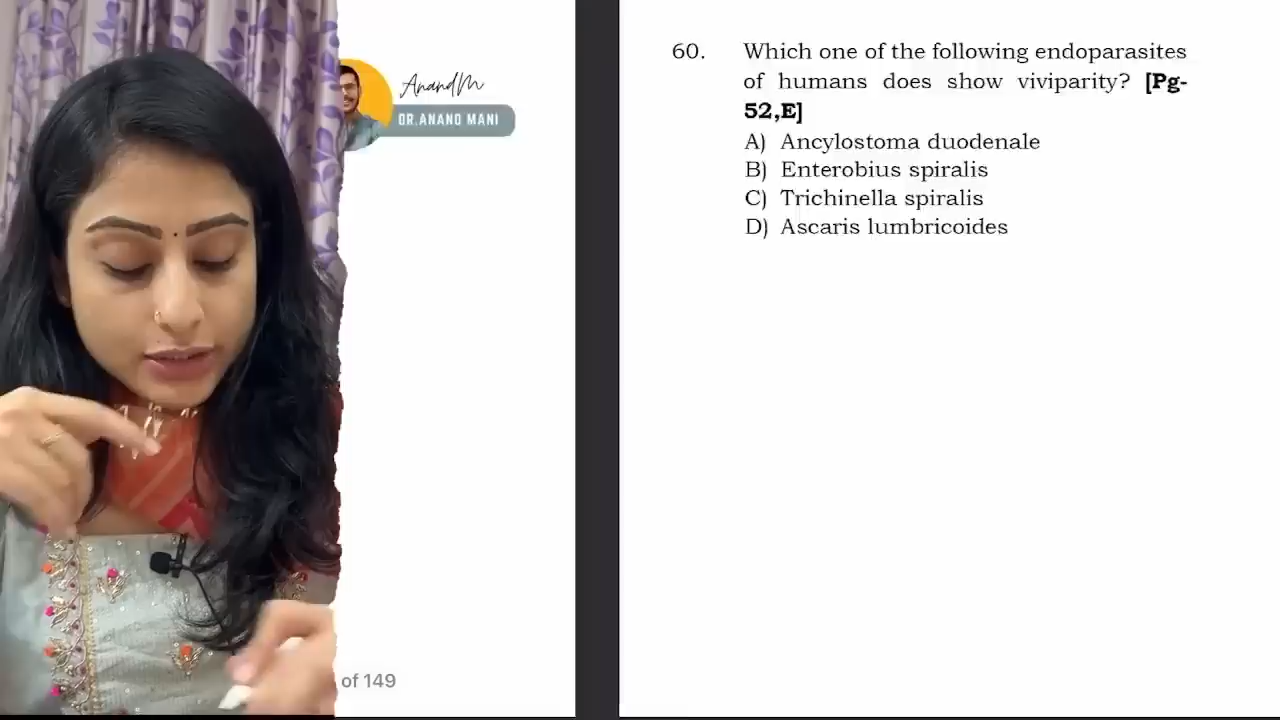 AnandM
DR.ANAND MANI
of 149
60. Which one of the following endoparasites
of humans does show viviparity? [Pg-
52,E]
A) Ancylostoma duodenale
B) Enterobius spiralis
C) Trichinella spiralis
D) Ascaris lumbricoides